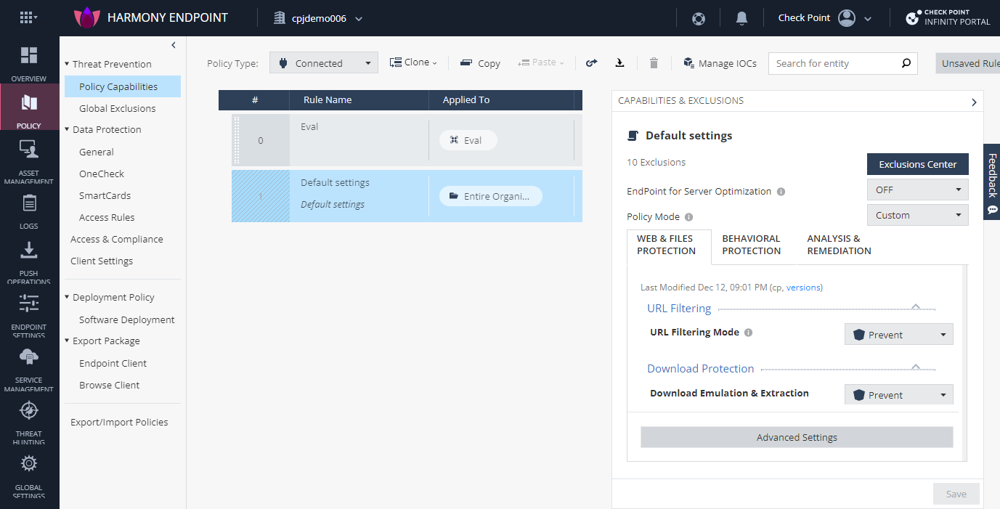 HARMONY ENDPOINT
cpjdemo006
Check Point
CHECK POINT
INFINITY PORTAL
OVERVIEW
POLICY
ASSET
MANAGEMENT
LOGS
PUSH
OPERATIONS
ENDPOINT
SETTINGS
SERVICE
MANAGEMENT
THREAT
HUNTING
GLOBAL
SETTINGS
Threat Prevention
Policy Capabilities
Global Exclusions
Data Protection
General
OneCheck
SmartCards
Access Rules
Access & Compliance
Client Settings
Deployment Policy
Software Deployment
Export Package
Endpoint Client
Browse Client
Export/Import Policies
Policy Type: Connected Clone Copy Paste Manage IOCs Search for entity Unsaved Rule
# Rule Name Applied To
0 Eval Eval
1 Default settings Entire Organi...
Default settings
CAPABILITIES & EXCLUSIONS
Default settings
10 Exclusions Exclusions Center
EndPoint for Server Optimization OFF
Policy Mode Custom
WEB & FILES
PROTECTION
BEHAVIORAL
PROTECTION
ANALYSIS &
REMEDIATION
Last Modified Dec 12, 09:01 PM (cp, versions)
URL Filtering
URL Filtering Mode Prevent
Download Protection
Download Emulation & Extraction Prevent
Advanced Settings
Save
Feedback